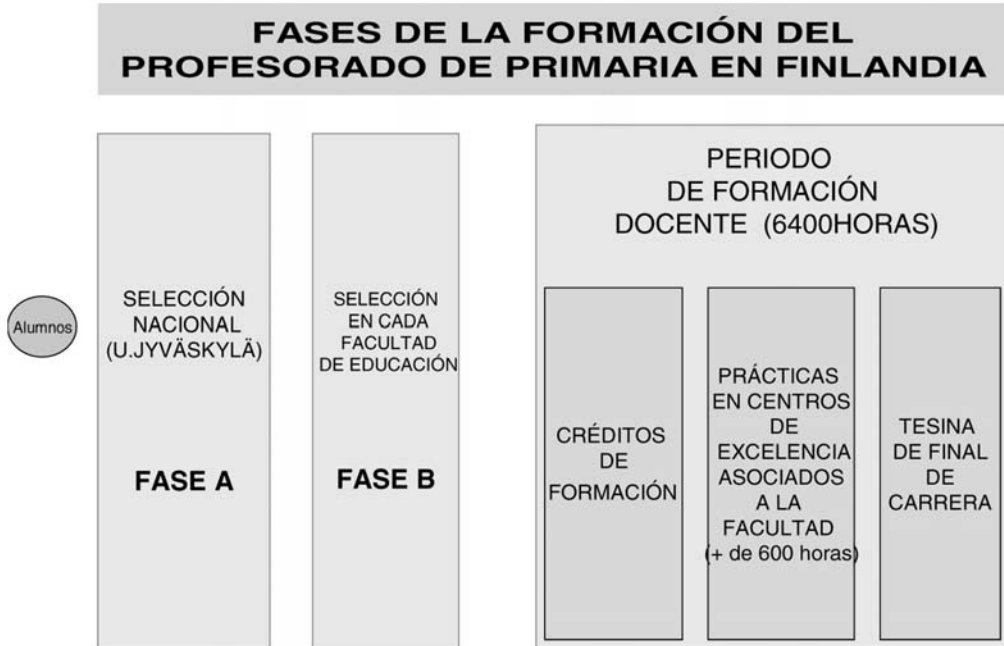 FASES DE LA FORMACIÓN DEL
PROFESORADO DE PRIMARIA EN FINLANDIA
Alumnos
SELECCIÓN
NACIONAL
(U.JYVÄSKYLÄ)
FASE A
SELECCIÓN
EN CADA
FACULTAD
DE EDUCACIÓN
FASE B
PERIODO
DE FORMACIÓN
DOCENTE (6400HORAS)
CRÉDITOS
DE
FORMACIÓN
PRÁCTICAS
EN CENTROS
DE
EXCELENCIA
ASOCIADOS
A LA
FACULTAD
(+ de 600 horas)
TESINA
DE FINAL
DE
CARRERA